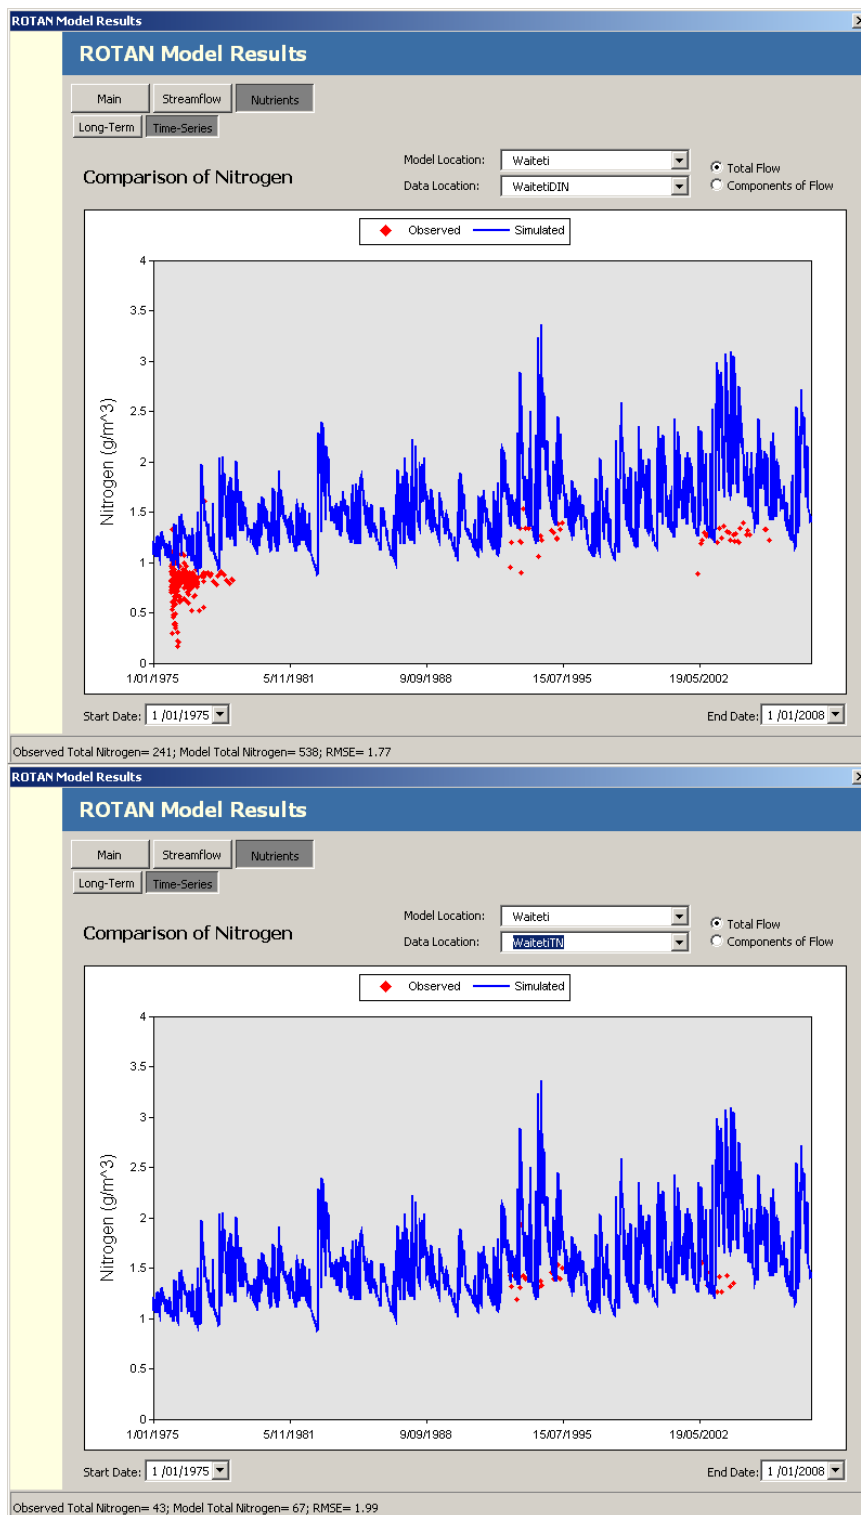 ROTAN Model Results
ROTAN Model Results
Main Streamflow Nutrients
Long-Term Time-Series
Model Location: Waiteti Total Flow
Comparison of Nitrogen Data Location: WaitetiDIN Components of Flow
Observed Simulated
4
3.5
3
2.5
2
1.5
1
0.5
0
Nitrogen (g/m^3)
1/01/1975 5/11/1981 9/09/1988 15/07/1995 19/05/2002
Start Date: 1 /01/1975 End Date: 1 /01/2008
Observed Total Nitrogen= 241; Model Total Nitrogen= 538; RMSE= 1.77
ROTAN Model Results
ROTAN Model Results
Main Streamflow Nutrients
Long-Term Time-Series
Model Location: Waiteti Total Flow
Comparison of Nitrogen Data Location: WaitetiTN Components of Flow
Observed Simulated
4
3.5
3
2.5
2
1.5
1
0.5
0
Nitrogen (g/m^3)
1/01/1975 5/11/1981 9/09/1988 15/07/1995 19/05/2002
Start Date: 1 /01/1975 End Date: 1 /01/2008
Observed Total Nitrogen= 43; Model Total Nitrogen= 67; RMSE= 1.99